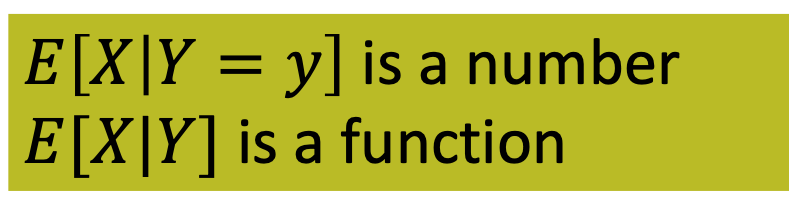 E[X|Y = y] is a number
E[X|Y] is a function